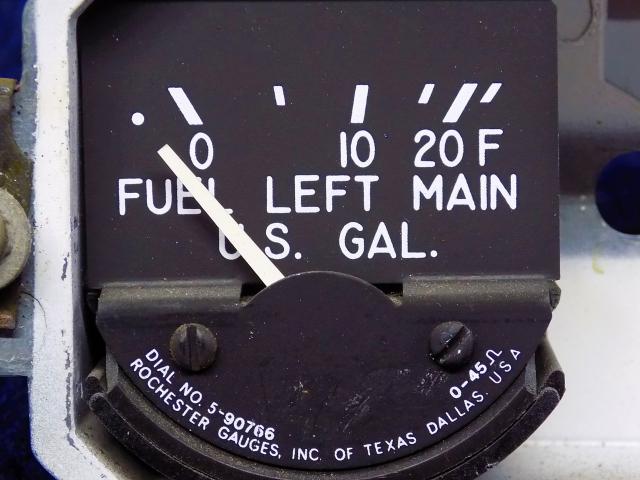 0 10 20 F
FUEL LEFT MAIN
U.S. GAL.
DIAL NO. 5-90766
0-45Ω
ROCHESTER GAUGES, INC. OF TEXAS DALLAS. USA